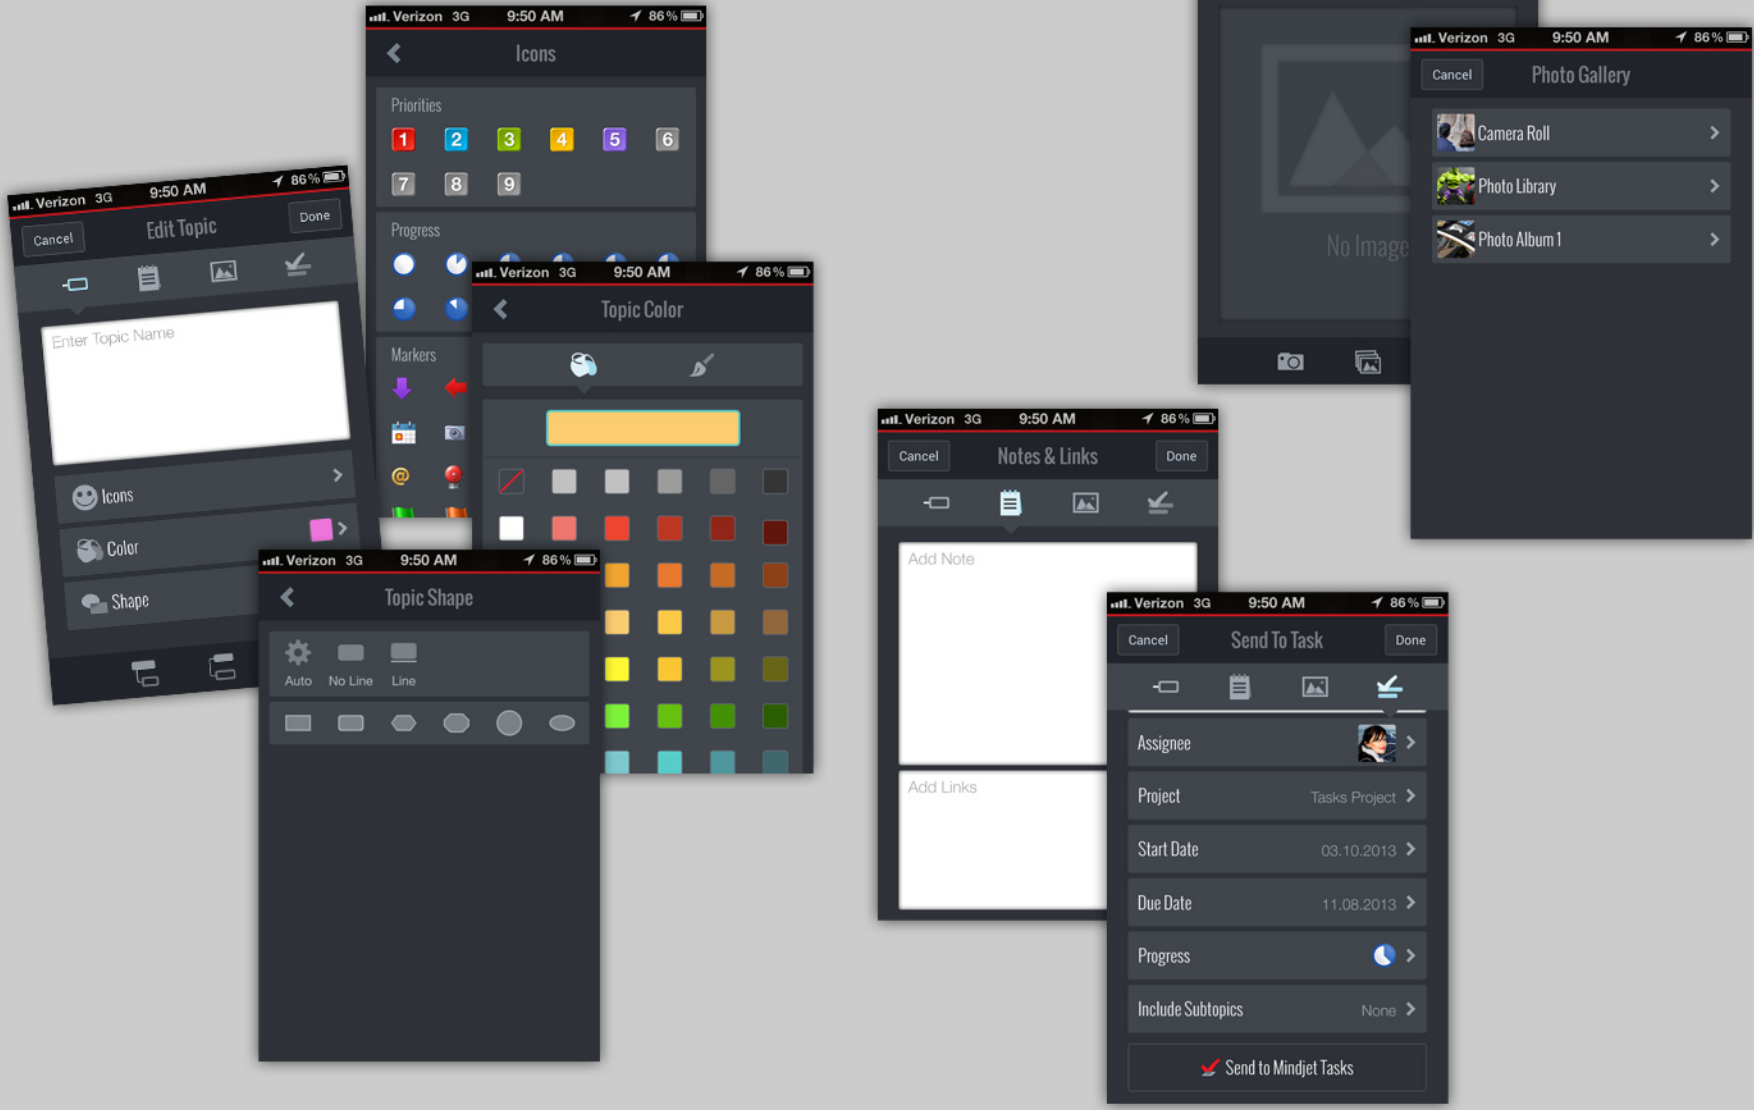 Verizon 3G 9:50 AM 86%
Edit Topic
Cancel
Done
Enter Topic Name
Icons
Color
Shape
Verizon 3G 9:50 AM 86%
Icons
Priorities
1 2 3 4 5 6
7 8 9
Progress
Markers
@
Verizon 3G 9:50 AM 86%
Topic Color
Verizon 3G 9:50 AM 86%
Topic Shape
Auto No Line Line
Verizon 3G 9:50 AM 86%
Cancel Notes & Links Done
Add Note
Add Links
No Image
Verizon 3G 9:50 AM 86%
Cancel Photo Gallery
Camera Roll
Photo Library
Photo Album 1
Verizon 3G 9:50 AM 86%
Cancel Send To Task Done
Assignee
Project Tasks Project
Start Date 03.10.2013
Due Date 11.08.2013
Progress
Include Subtopics None
Send to Mindjet Tasks